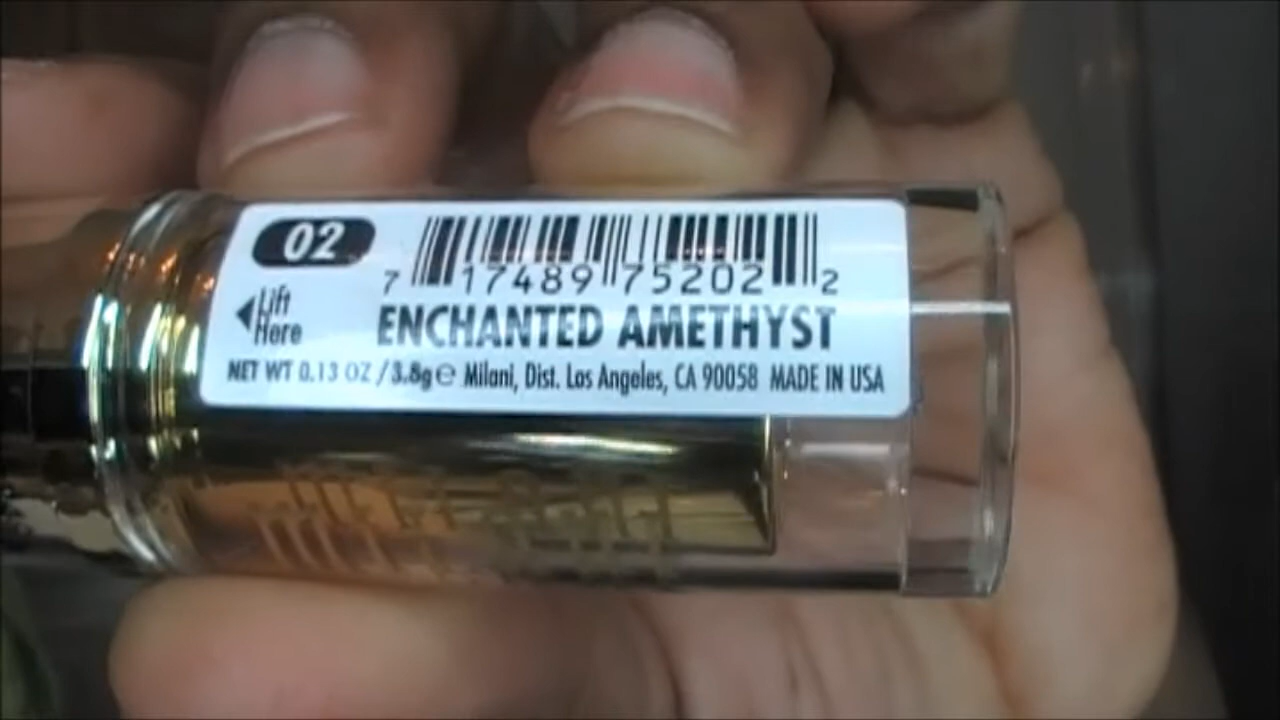 02
7 17489 75202 2
Lift
Here
ENCHANTED AMETHYST
NET WT 0.13 OZ /3.8g℮ Milani, Dist. Los Angeles, CA 90058 MADE IN USA